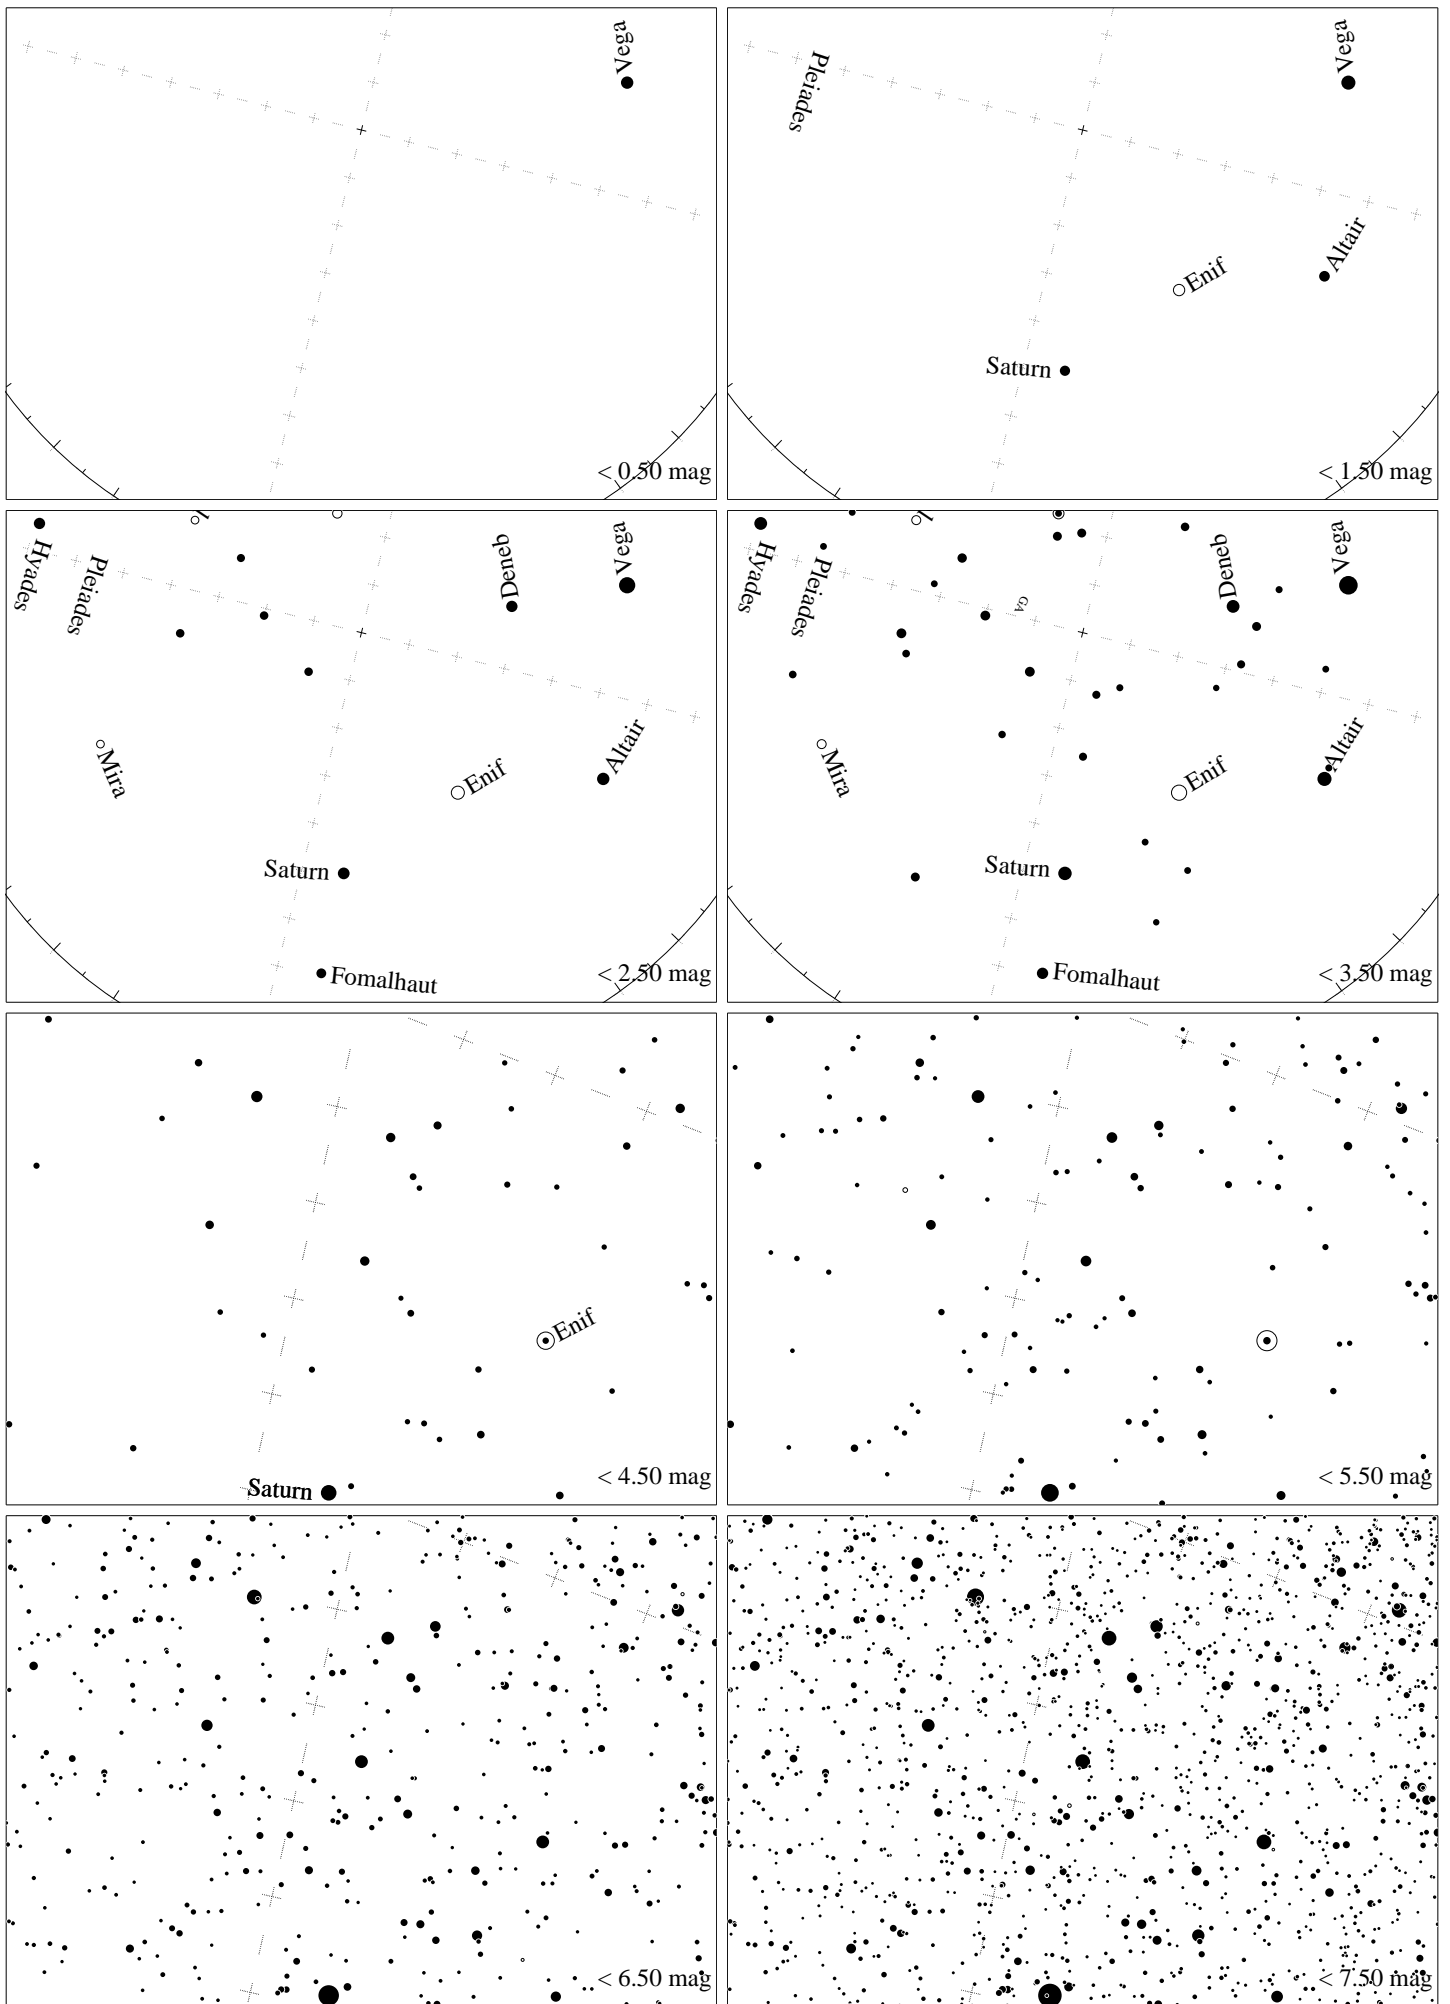 Vega
< 0.50 mag
Pleiades
Vega
Altair
Enif
Saturn
< 1.50 mag
Hyades
Pleiades
Deneb
Vega
Mira
Enif
Altair
Saturn
Fomalhaut
< 2.50 mag
Hyades
Pleiades
GA
Deneb
Vega
Mira
Enif
Altair
Saturn
Fomalhaut
< 3.50 mag
Enif
Saturn
< 4.50 mag
< 5.50 mag
< 6.50 mag
< 7.50 mag